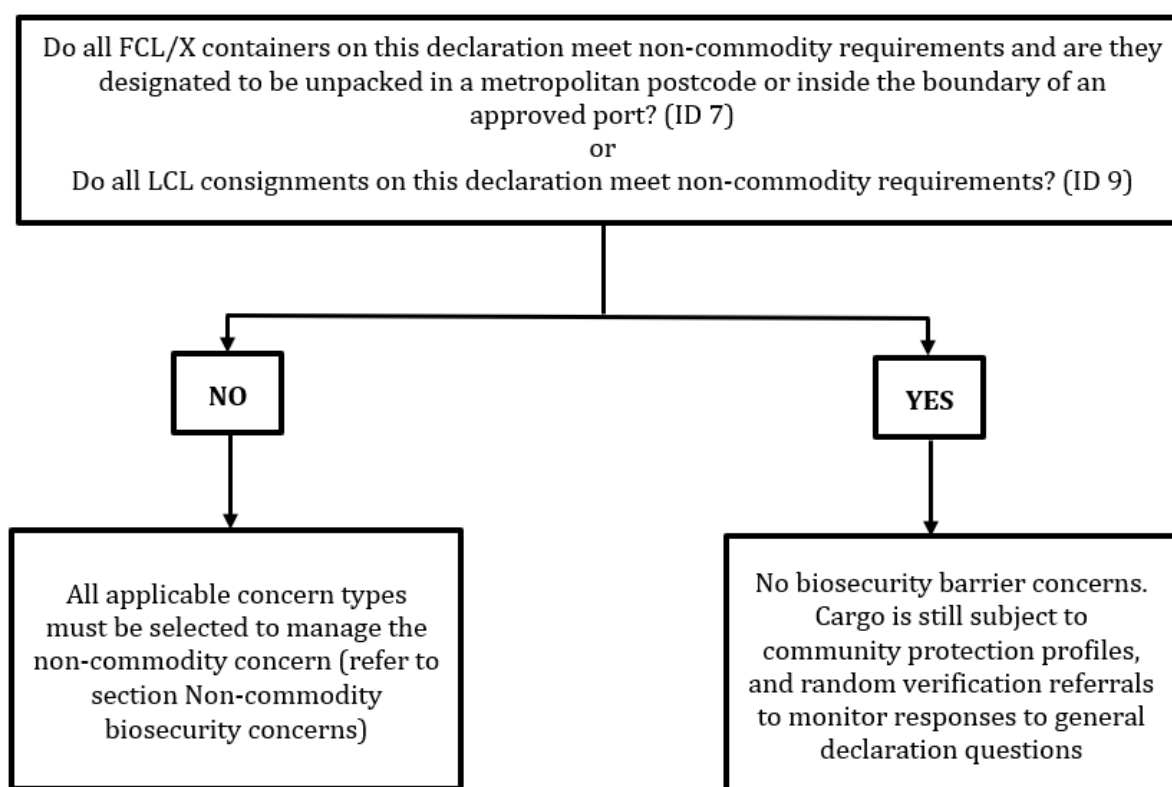 Do all FCL/X containers on this declaration meet non-commodity requirements and are they
designated to be unpacked in a metropolitan postcode or inside the boundary of an
approved port? (ID 7)
or
Do all LCL consignments on this declaration meet non-commodity requirements? (ID 9)
NO
YES
All applicable concern types
must be selected to manage the
non-commodity concern (refer to
section Non-commodity
biosecurity concerns)
No biosecurity barrier concerns.
Cargo is still subject to
community protection profiles,
and random verification referrals
to monitor responses to general
declaration questions